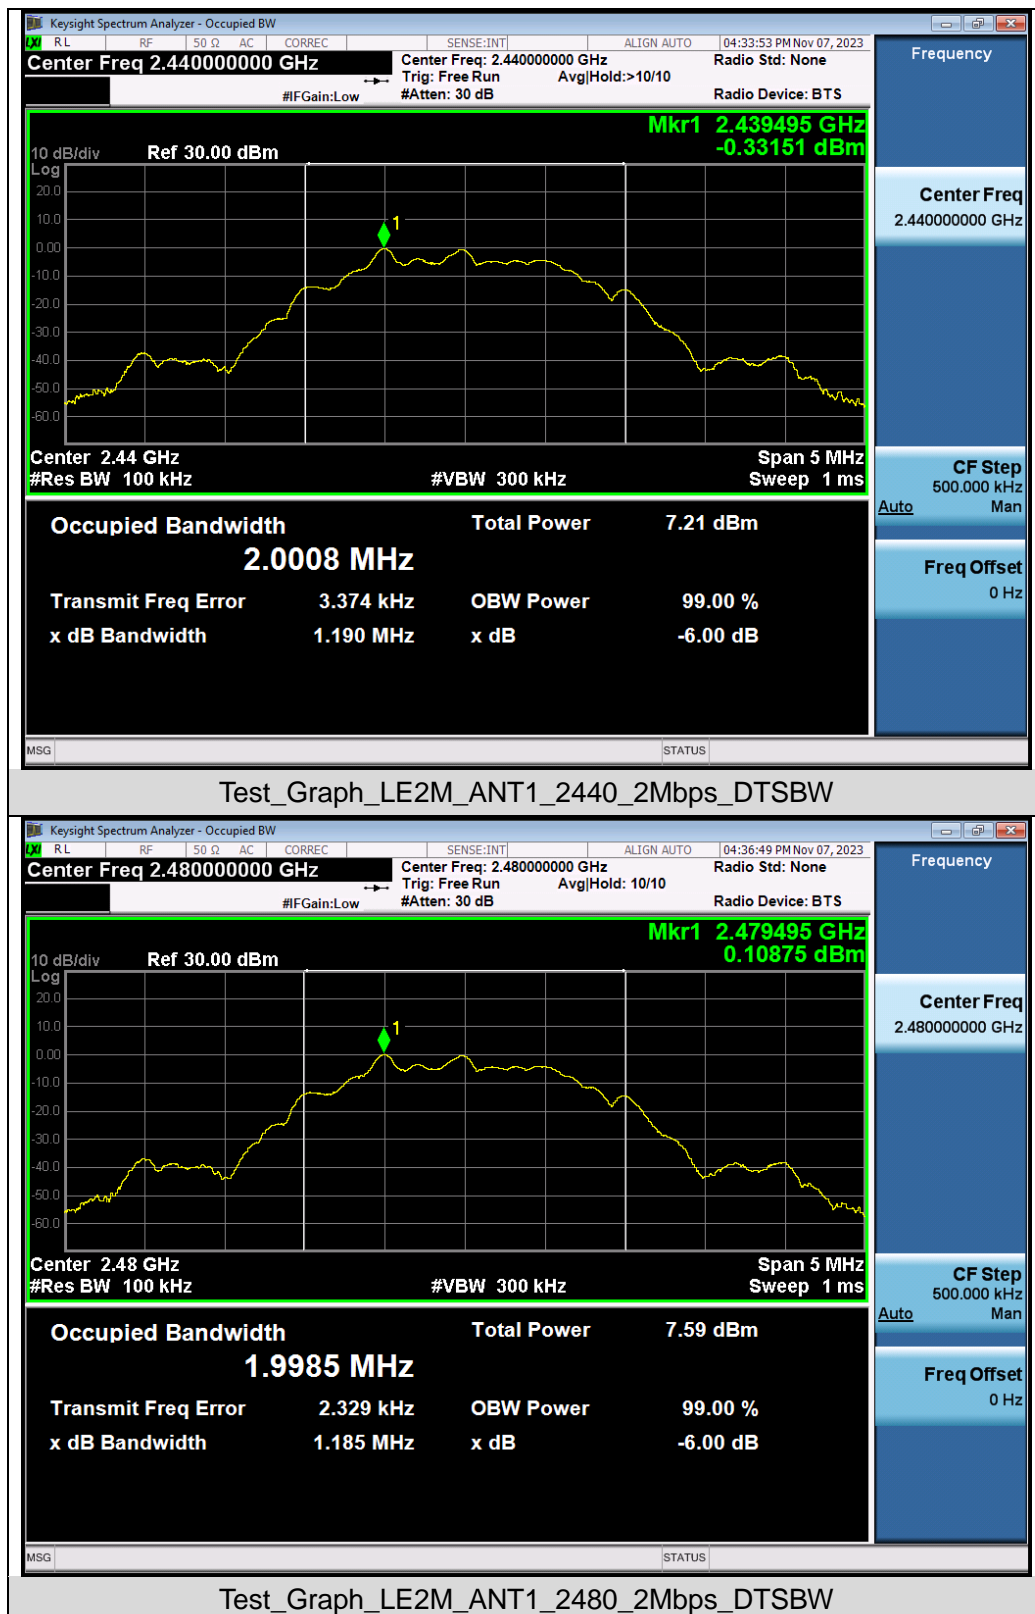 Keysight Spectrum Analyzer - Occupied BW
LXI RL RF 50 Ω AC CORREC SENSE:INT ALIGN AUTO 04:33:53 PM Nov 07, 2023
Center Freq 2.440000000 GHz Center Freq: 2.440000000 GHz Radio Std: None
Trig: Free Run Avg|Hold:>10/10
#IFGain:Low #Atten: 30 dB Radio Device: BTS
Frequency
Mkr1 2.439495 GHz
10 dB/div Ref 30.00 dBm -0.33151 dBm
Log
20.0
10.0
0.00
-10.0
-20.0
-30.0
-40.0
-50.0
-60.0
1
Center Freq
2.440000000 GHz
Center 2.44 GHz Span 5 MHz
#Res BW 100 kHz #VBW 300 kHz Sweep 1 ms
CF Step
500.000 kHz
Auto Man
Occupied Bandwidth Total Power 7.21 dBm
2.0008 MHz
Transmit Freq Error 3.374 kHz OBW Power 99.00 %
x dB Bandwidth 1.190 MHz x dB -6.00 dB
Freq Offset
0 Hz
MSG STATUS
Test_Graph_LE2M_ANT1_2440_2Mbps_DTSBW
Keysight Spectrum Analyzer - Occupied BW
LXI RL RF 50 Ω AC CORREC SENSE:INT ALIGN AUTO 04:36:49 PM Nov 07, 2023
Center Freq 2.480000000 GHz Center Freq: 2.480000000 GHz Radio Std: None
Trig: Free Run Avg|Hold: 10/10
#IFGain:Low #Atten: 30 dB Radio Device: BTS
Frequency
Mkr1 2.479495 GHz
10 dB/div Ref 30.00 dBm 0.10875 dBm
Log
20.0
10.0
0.00
-10.0
-20.0
-30.0
-40.0
-50.0
-60.0
1
Center Freq
2.480000000 GHz
Center 2.48 GHz Span 5 MHz
#Res BW 100 kHz #VBW 300 kHz Sweep 1 ms
CF Step
500.000 kHz
Auto Man
Occupied Bandwidth Total Power 7.59 dBm
1.9985 MHz
Transmit Freq Error 2.329 kHz OBW Power 99.00 %
x dB Bandwidth 1.185 MHz x dB -6.00 dB
Freq Offset
0 Hz
MSG STATUS
Test_Graph_LE2M_ANT1_2480_2Mbps_DTSBW